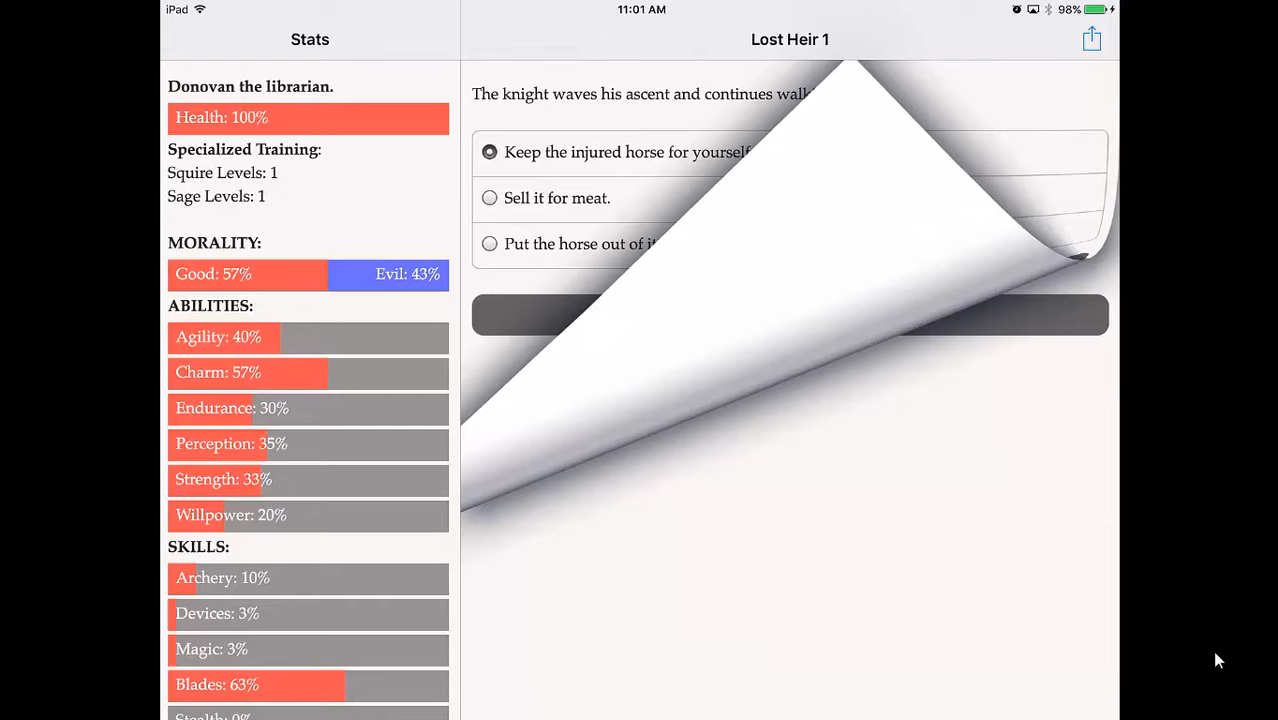 iPad
11:01 AM
98%
Stats
Lost Heir 1
Donovan the librarian.
Health: 100%
Specialized Training:
Squire Levels: 1
Sage Levels: 1
MORALITY:
Good: 57%
Evil: 43%
ABILITIES:
Agility: 40%
Charm: 57%
Endurance: 30%
Perception: 35%
Strength: 33%
Willpower: 20%
SKILLS:
Archery: 10%
Devices: 3%
Magic: 3%
Blades: 63%
Stealth: 0%
The knight waves his ascent and continues
Keep the injured horse for yourself
Sell it for meat.
Put the horse out of